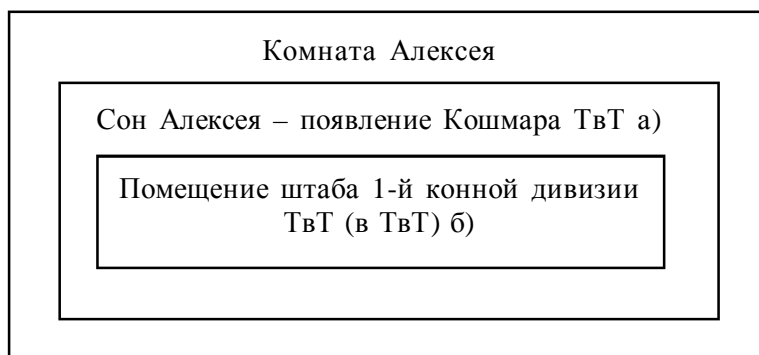 Комната Алексея
Сон Алексея – появление Кошмара ТвТ а)
Помещение штаба 1-й конной дивизии
ТвТ (в ТвТ) б)